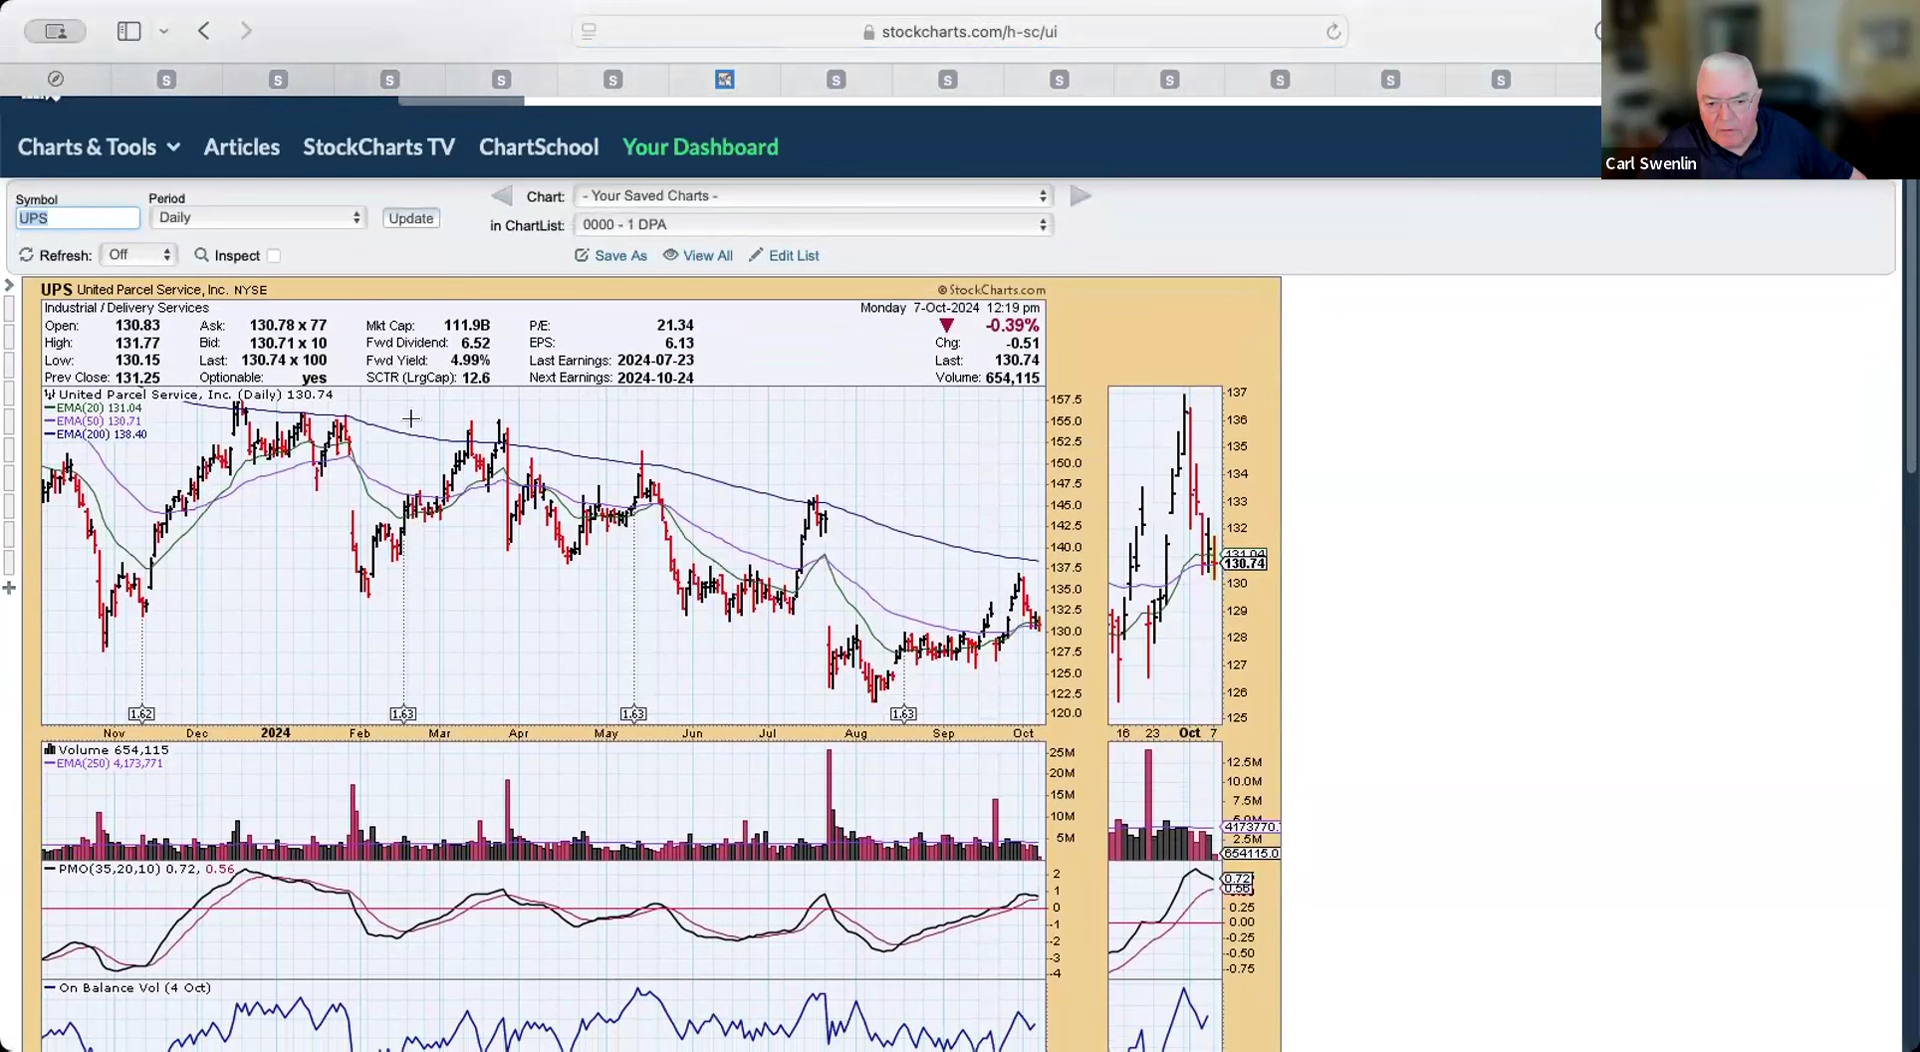 stockcharts.com/h-sc/ui
S S S S S S S S S S S S
Charts & Tools Articles StockCharts TV ChartSchool Your Dashboard
Carl Swenlin
Symbol Period
UPS Daily Update
Chart: - Your Saved Charts -
in ChartList: 0000 - 1 DPA
Refresh: Off Inspect Save As View All Edit List
UPS United Parcel Service, Inc. NYSE ©StockCharts.com
Industrial / Delivery Services Monday 7-Oct-2024 12:19 pm
Open: 130.83 Ask: 130.78 x 77 Mkt Cap: 111.9B P/E: 21.34 -0.39%
High: 131.77 Bid: 130.71 x 10 Fwd Dividend: 6.52 EPS: 6.13 Chg: -0.51
Low: 130.15 Last: 130.74 x 100 Fwd Yield: 4.99% Last Earnings: 2024-07-23 Last: 130.74
Prev Close: 131.25 Optionable: yes SCTR (LrgCap): 12.6 Next Earnings: 2024-10-24 Volume: 654,115
United Parcel Service, Inc. (Daily) 130.74
EMA(20) 131.04
EMA(50) 130.71
EMA(200) 138.40
157.5
155.0
152.5
150.0
147.5
145.0
142.5
140.0
137.5
135.0
132.5
130.0
127.5
125.0
122.5
120.0
137
136
135
134
133
132
131.04
130.74
130
129
128
127
126
125
1.62 1.63 1.63 1.63
Nov Dec 2024 Feb Mar Apr May Jun Jul Aug Sep Oct
16 23 Oct 7
Volume 654,115
EMA(250) 4,173,771
25M
20M
15M
10M
5M
12.5M
10.0M
7.5M
4173770.
2.5M
654115.0
PMO(35,20,10) 0.72, 0.56
2
1
0
-1
-2
-3
-4
0.72
0.56
0.25
0.00
-0.25
-0.50
-0.75
On Balance Vol (4 Oct)